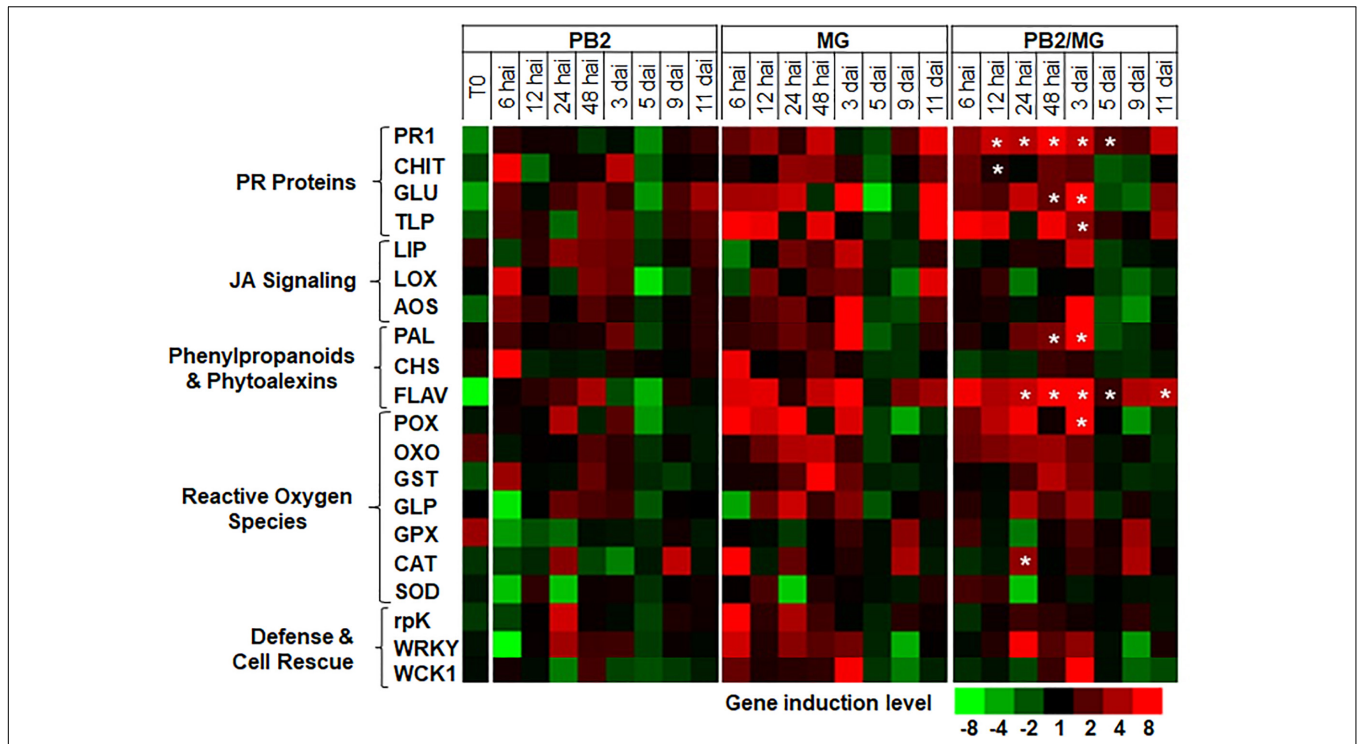 PB2 MG PB2/MG
T0 6 hai 12 hai 24 hai 48 hai 3 dai 5 dai 9 dai 11 dai 6 hai 12 hai 24 hai 48 hai 3 dai 5 dai 9 dai 11 dai 6 hai 12 hai 24 hai 48 hai 3 dai 5 dai 9 dai 11 dai
PR Proteins
PR1 * * * * *
CHIT *
GLU * *
TLP *
JA Signaling
LIP
LOX
AOS
Phenylpropanoids
& Phytoalexins
PAL * *
CHS
FLAV * * * * *
Reactive Oxygen
Species
POX *
OXO
GST
GLP
GPX
CAT *
SOD
Defense &
Cell Rescue
rpK
WRKY
WCK1
Gene induction level
-8 -4 -2 1 2 4 8